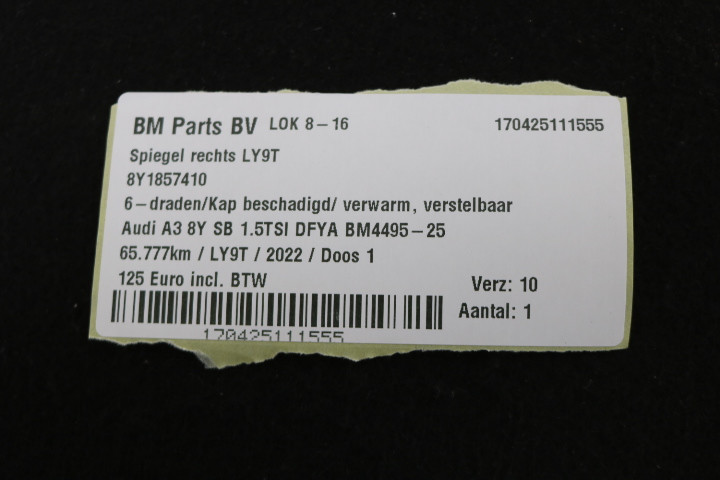 BM Parts BV LOK 8-16 170425111555
Spiegel rechts LY9T
8Y1857410
6-draden/Kap beschadigd/ verwarm, verstelbaar
Audi A3 8Y SB 1.5TSI DFYA BM4495-25
65.777km / LY9T / 2022 / Doos 1
125 Euro incl. BTW Verz: 10
Aantal: 1
170425111555